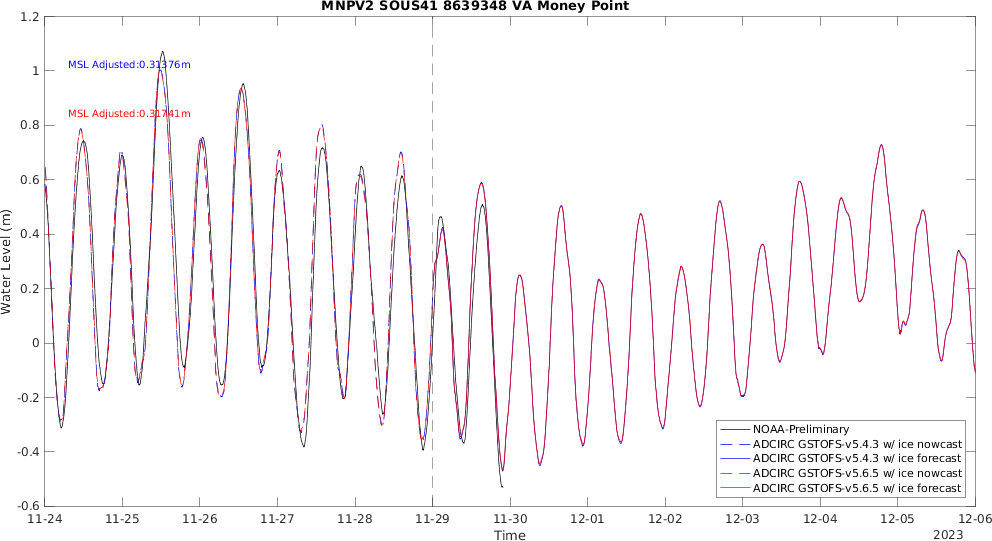 MNPV2 SOUS41 8639348 VA Money Point
1.2
1
0.8
0.6
0.4
0.2
0
-0.2
-0.4
-0.6
Water Level (m)
MSL Adjusted:0.31376m
MSL Adjusted:0.31741m
NOAA-Preliminary
ADCIRC GSTOFS-v5.4.3 w/ ice nowcast
ADCIRC GSTOFS-v5.4.3 w/ ice forecast
ADCIRC GSTOFS-v5.6.5 w/ ice nowcast
ADCIRC GSTOFS-v5.6.5 w/ ice forecast
11-24 11-25 11-26 11-27 11-28 11-29 11-30 12-01 12-02 12-03 12-04 12-05 12-06
Time
2023